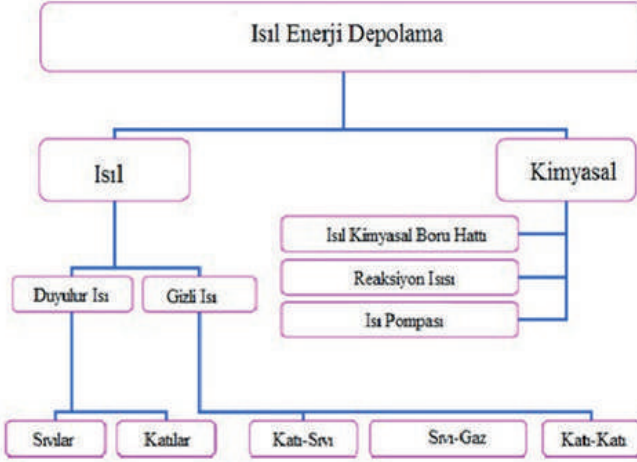 Isıl Enerji Depolama
Isıl
Kimyasal
Isıl Kimyasal Boru Hattı
Reaksiyon Isısı
Isı Pompası
Duyulur Isı
Gizli Isı
Sıvılar
Katılar
Katı-Sıvı
Sıvı-Gaz
Katı-Katı